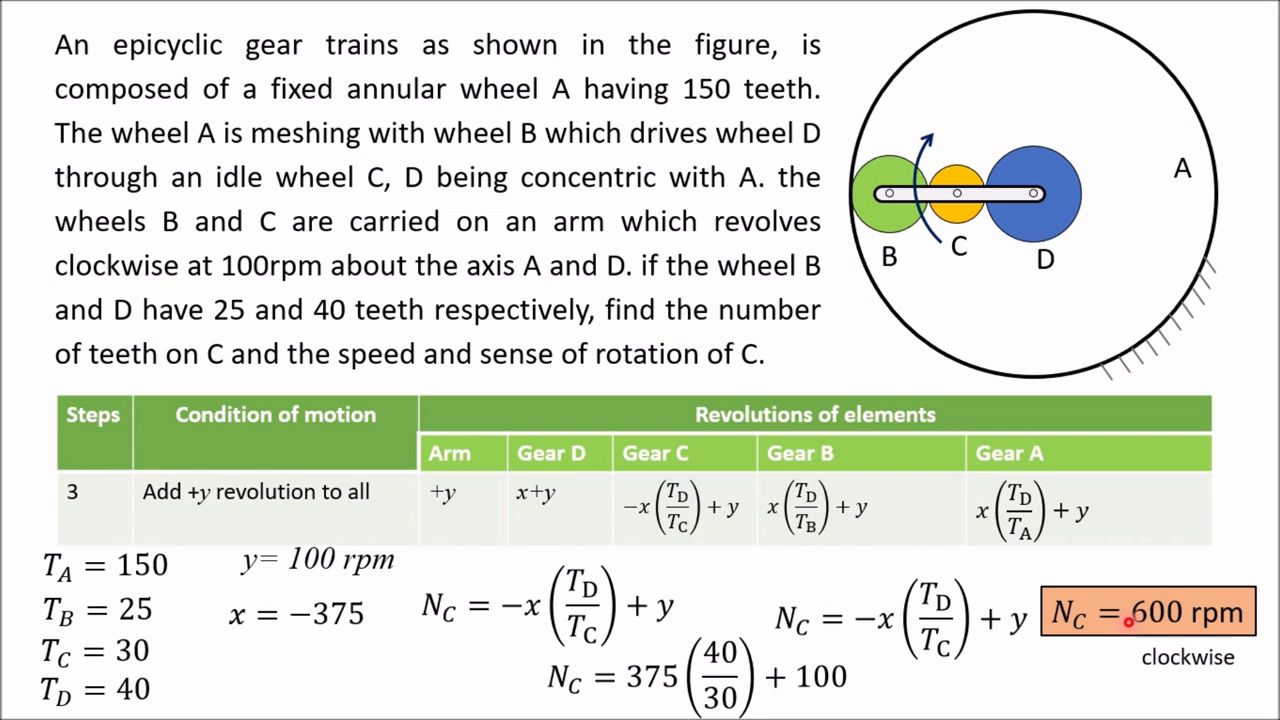 An epicyclic gear trains as shown in the figure, is
composed of a fixed annular wheel A having 150 teeth.
The wheel A is meshing with wheel B which drives wheel D
through an idle wheel C, D being concentric with A. the
wheels B and C are carried on an arm which revolves
clockwise at 100rpm about the axis A and D. if the wheel B
and D have 25 and 40 teeth respectively, find the number
of teeth on C and the speed and sense of rotation of C.
A
B
C
D
Steps Condition of motion Revolutions of elements
Arm Gear D Gear C Gear B Gear A
3 Add +y revolution to all +y x+y −x(T_D/T_C) + y x(T_D/T_B) + y x(T_D/T_A) + y
T_A = 150
T_B = 25
T_C = 30
T_D = 40
y= 100 rpm
x = −375
N_C = −x(T_D/T_C) + y
N_C = 375(40/30) + 100
N_C = −x(T_D/T_C) + y
N_C = 600 rpm
clockwise